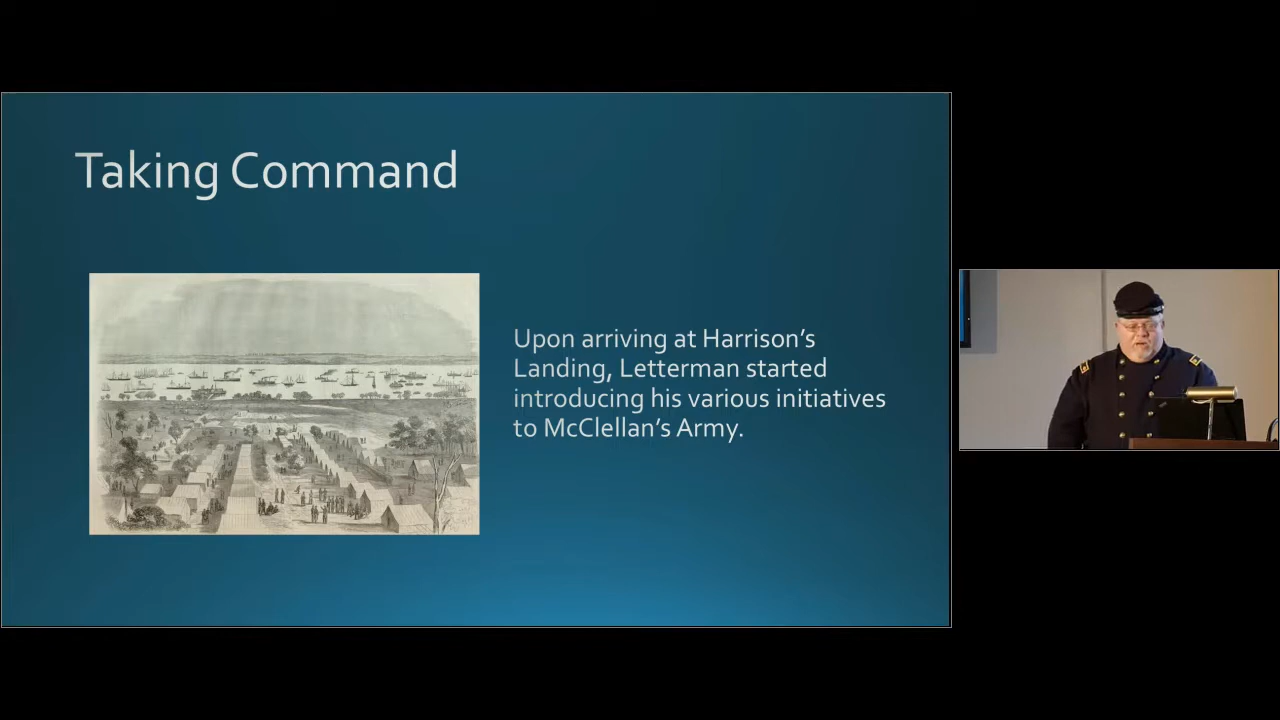 Taking Command
Upon arriving at Harrison’s
Landing, Letterman started
introducing his various initiatives
to McClellan’s Army.